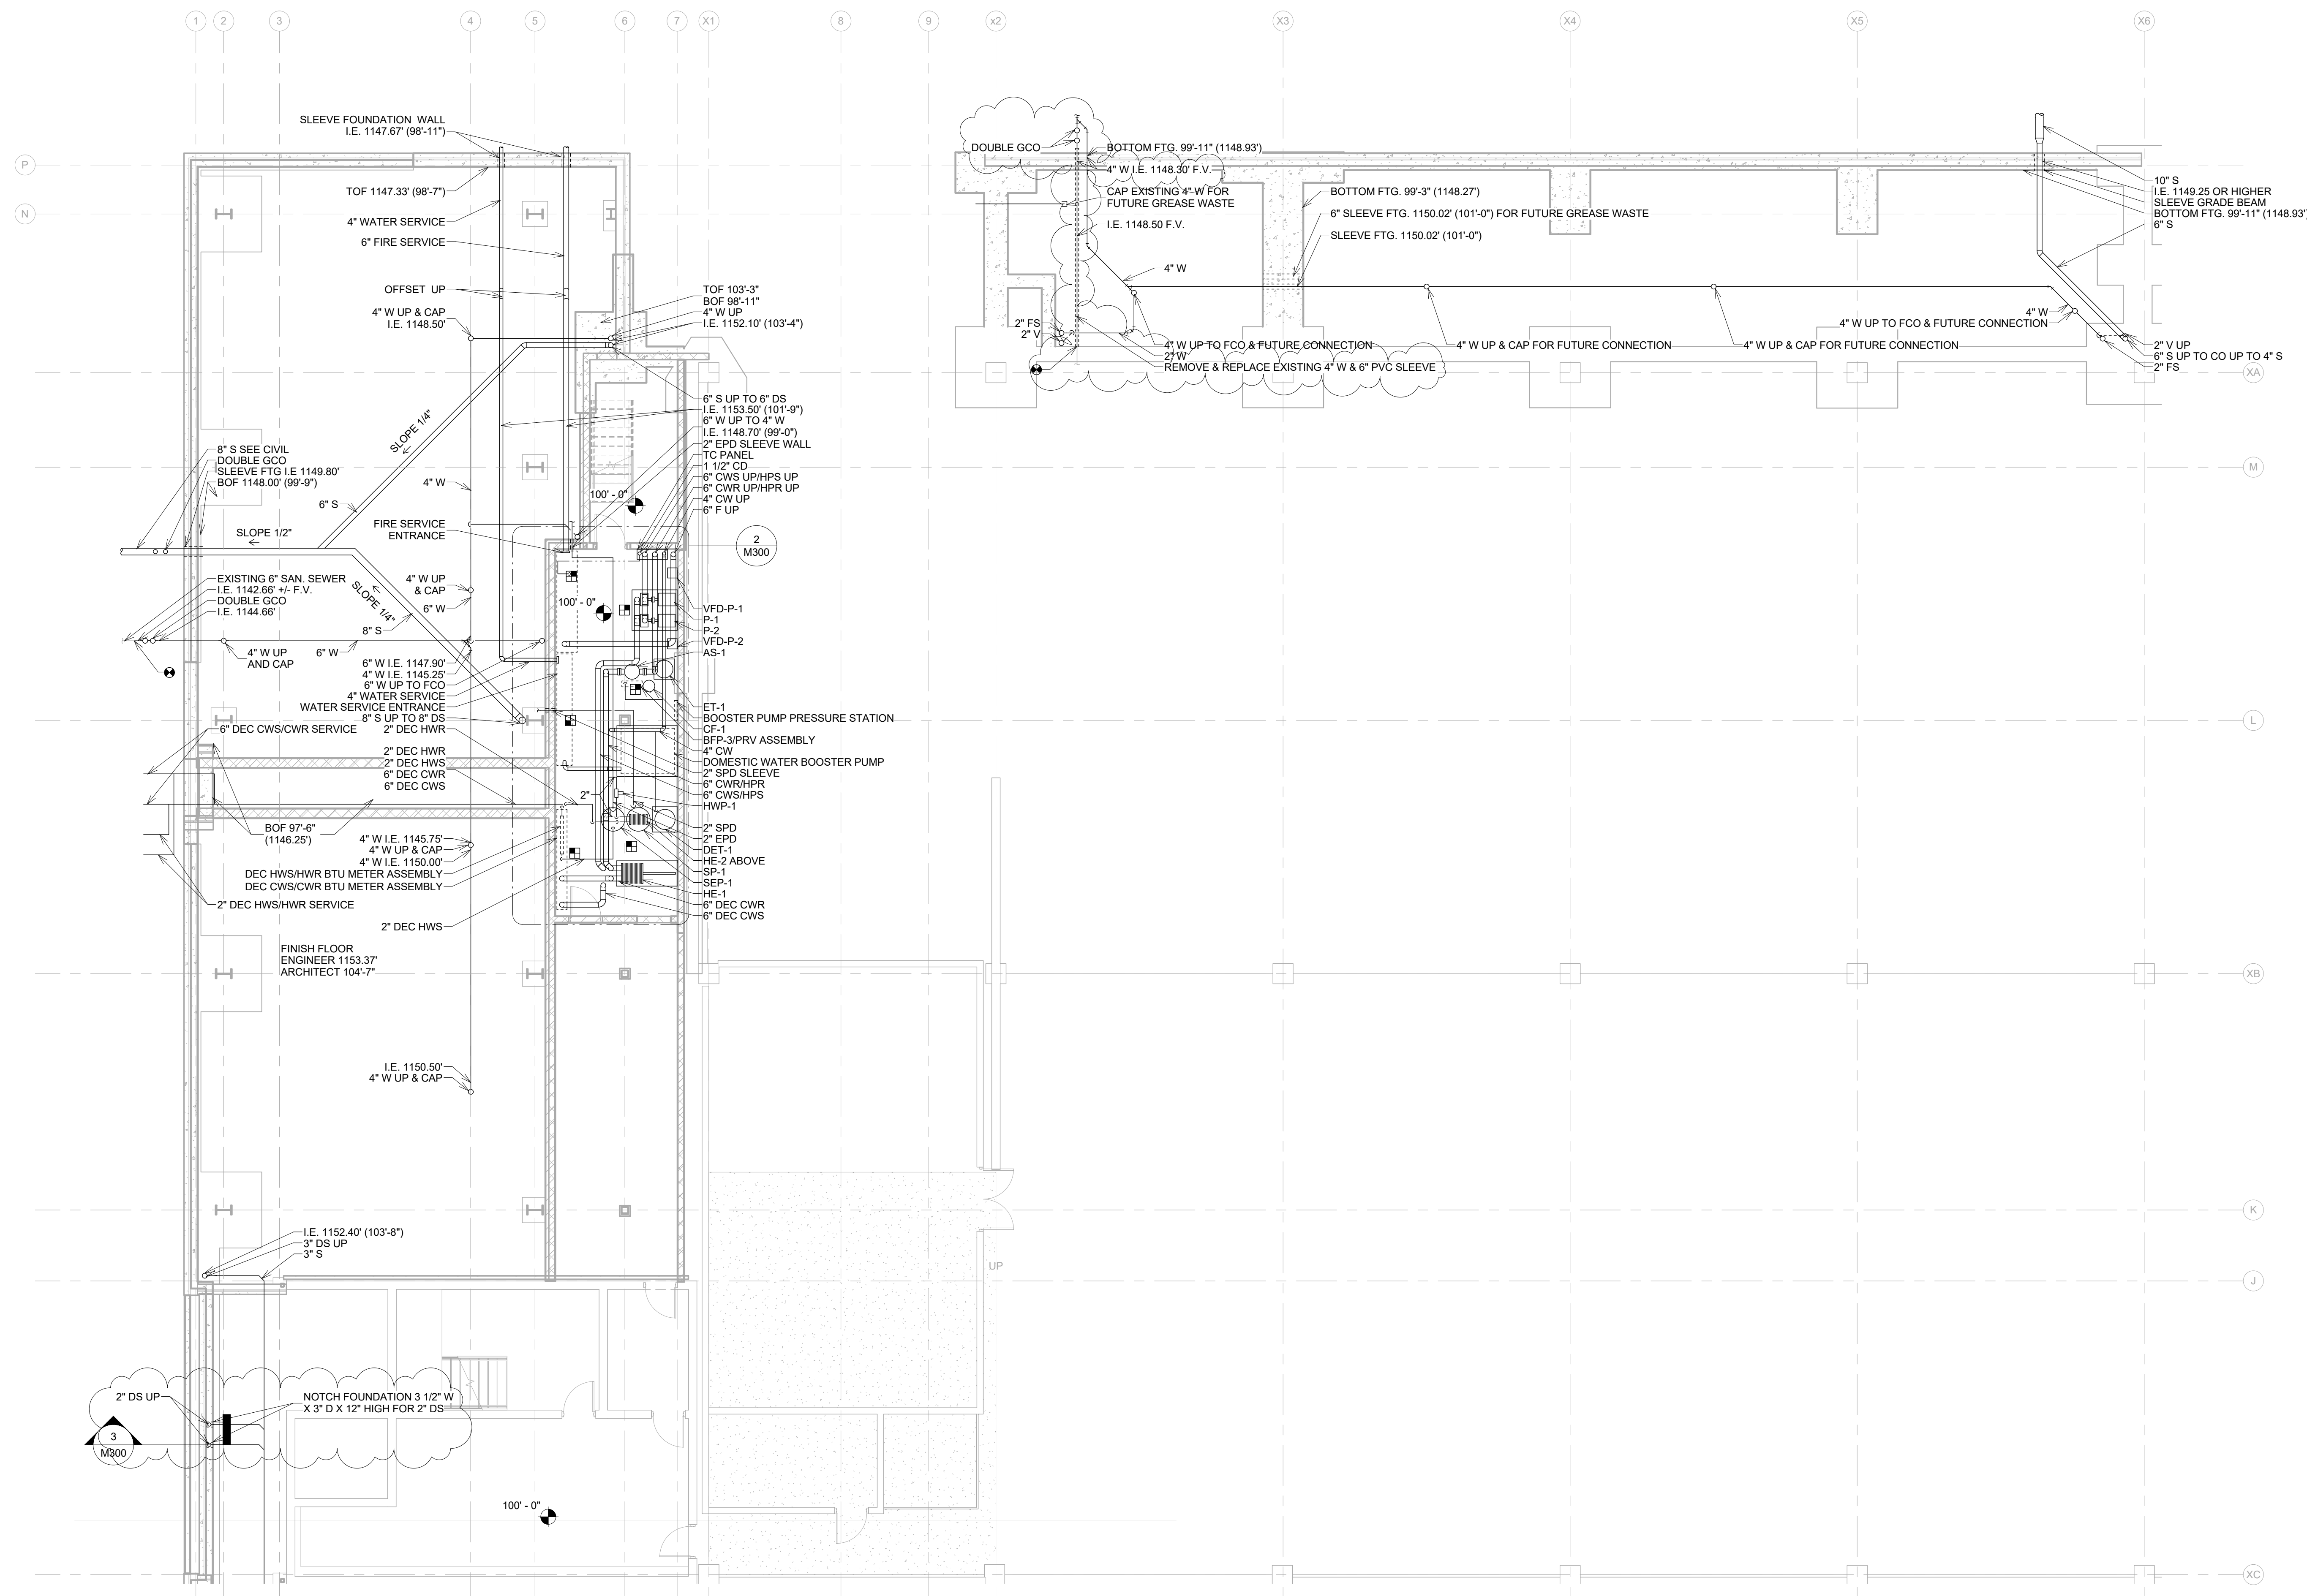 1
2
3
4
5
6
7
X1
8
9
x2
X3
X4
X5
X6
P
N
XA
M
L
XB
K
J
XC
SLEEVE FOUNDATION WALL
I.E. 1147.67' (98'-11")
TOF 1147.33' (98'-7")
4" WATER SERVICE
6" FIRE SERVICE
OFFSET UP
4" W UP & CAP
I.E. 1148.50'
TOF 103'-3"
BOF 98'-11"
4" W UP
I.E. 1152.10' (103'-4")
SLOPE 1/4"
6" S UP TO 6" DS
I.E. 1153.50' (101'-9")
6" W UP TO 4" W
I.E. 1148.70' (99'-0")
2" EPD SLEEVE WALL
TC PANEL
1 1/2" CD
6" CWS UP/HPS UP
6" CWR UP/HPR UP
4" CW UP
6" F UP
8" S SEE CIVIL
DOUBLE GCO
SLEEVE FTG I.E 1149.80'
BOF 1148.00' (99'-9")
4" W
6" S
100' - 0"
FIRE SERVICE
ENTRANCE
SLOPE 1/2"
2
M300
EXISTING 6" SAN. SEWER
I.E. 1142.66' +/- F.V.
DOUBLE GCO
I.E. 1144.66'
4" W UP
& CAP
6" W
SLOPE 1/4"
8" S
100' - 0"
4" W UP
AND CAP
6" W
6" W I.E. 1147.90'
4" W I.E. 1145.25'
6" W UP TO FCO
4" WATER SERVICE
WATER SERVICE ENTRANCE
8" S UP TO 8" DS
2" DEC HWR
6" DEC CWS/CWR SERVICE
2" DEC HWR
2" DEC HWS
6" DEC CWR
6" DEC CWS
VFD-P-1
P-1
P-2
VFD-P-2
AS-1
ET-1
BOOSTER PUMP PRESSURE STATION
CF-1
BFP-3/PRV ASSEMBLY
4" CW
DOMESTIC WATER BOOSTER PUMP
2" SPD SLEEVE
6" CWR/HPR
6" CWS/HPS
HWP-1
2"
2" SPD
2" EPD
DET-1
HE-2 ABOVE
SP-1
SEP-1
HE-1
6" DEC CWR
6" DEC CWS
BOF 97'-6"
(1146.25')
4" W I.E. 1145.75'
4" W UP & CAP
4" W I.E. 1150.00'
DEC HWS/HWR BTU METER ASSEMBLY
DEC CWS/CWR BTU METER ASSEMBLY
2" DEC HWS/HWR SERVICE
2" DEC HWS
FINISH FLOOR
ENGINEER 1153.37'
ARCHITECT 104'-7"
I.E. 1150.50'
4" W UP & CAP
I.E. 1152.40' (103'-8")
3" DS UP
3" S
UP
2" DS UP
NOTCH FOUNDATION 3 1/2" W
X 3" D X 12" HIGH FOR 2" DS
3
M300
100' - 0"
DOUBLE GCO
BOTTOM FTG. 99'-11" (1148.93')
4" W I.E. 1148.30' F.V.
CAP EXISTING 4" W FOR
FUTURE GREASE WASTE
I.E. 1148.50 F.V.
4" W
2" FS
2" V
4" W UP TO FCO & FUTURE CONNECTION
2" W
REMOVE & REPLACE EXISTING 4" W & 6" PVC SLEEVE
BOTTOM FTG. 99'-3" (1148.27')
6" SLEEVE FTG. 1150.02' (101'-0") FOR FUTURE GREASE WASTE
SLEEVE FTG. 1150.02' (101'-0")
4" W UP & CAP FOR FUTURE CONNECTION
4" W UP & CAP FOR FUTURE CONNECTION
10" S
I.E. 1149.25 OR HIGHER
SLEEVE GRADE BEAM
BOTTOM FTG. 99'-11" (1148.93')
6" S
4" W
4" W UP TO FCO & FUTURE CONNECTION
2" V UP
6" S UP TO CO UP TO 4" S
2" FS